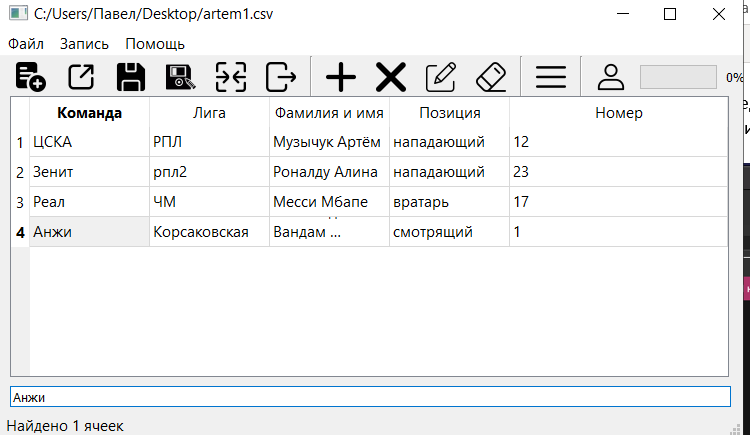 C:/Users/Павел/Desktop/artem1.csv
Файл Запись Помощь
0%
Команда Лига Фамилия и имя Позиция Номер
1 ЦСКА РПЛ Музычук Артём нападающий 12
2 Зенит рпл2 Роналду Алина нападающий 23
3 Реал ЧМ Месси Мбапе вратарь 17
4 Анжи Корсаковская Вандам ... смотрящий 1
Анжи
Найдено 1 ячеек